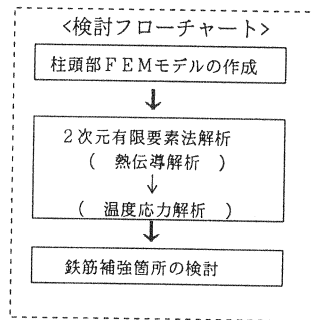 <検討フローチャート>
柱頭部FEMモデルの作成
↓
2次元有限要素法解析
( 熱伝導解析 )
↓
( 温度応力解析 )
↓
鉄筋補強箇所の検討